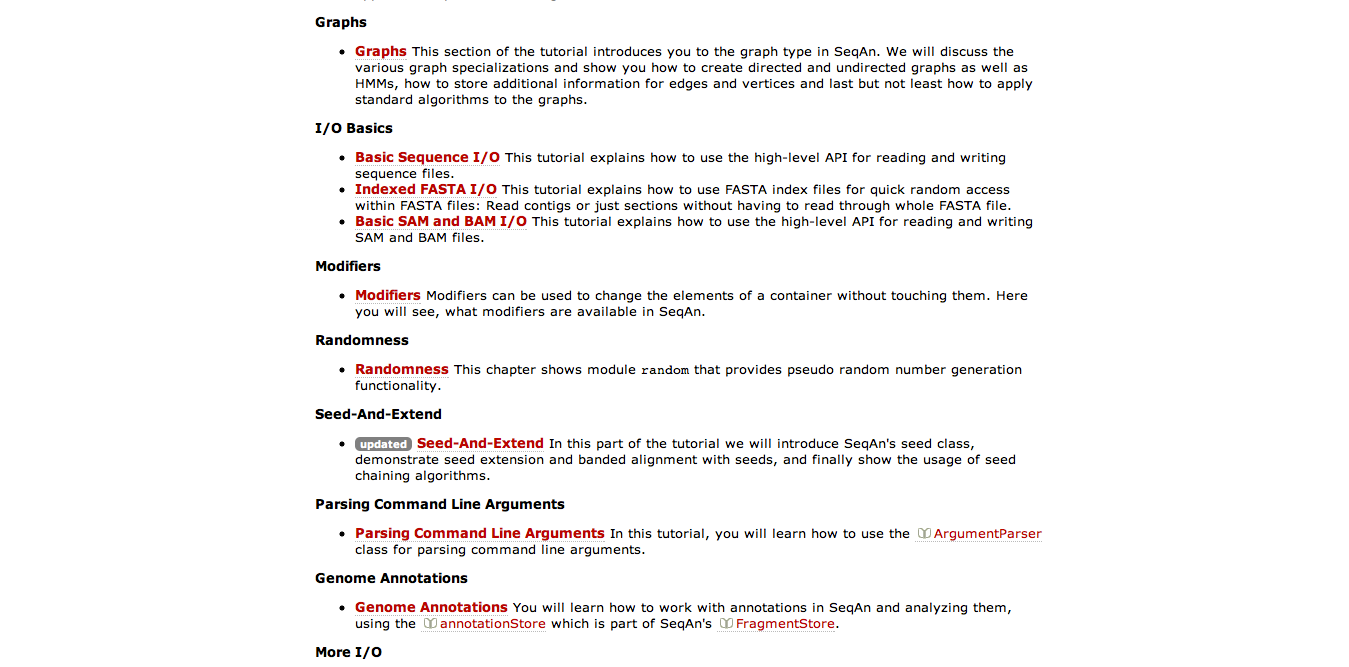 Graphs
Graphs This section of the tutorial introduces you to the graph type in SeqAn. We will discuss the
various graph specializations and show you how to create directed and undirected graphs as well as
HMMs, how to store additional information for edges and vertices and last but not least how to apply
standard algorithms to the graphs.
I/O Basics
Basic Sequence I/O This tutorial explains how to use the high-level API for reading and writing
sequence files.
Indexed FASTA I/O This tutorial explains how to use FASTA index files for quick random access
within FASTA files: Read contigs or just sections without having to read through whole FASTA file.
Basic SAM and BAM I/O This tutorial explains how to use the high-level API for reading and writing
SAM and BAM files.
Modifiers
Modifiers Modifiers can be used to change the elements of a container without touching them. Here
you will see, what modifiers are available in SeqAn.
Randomness
Randomness This chapter shows module random that provides pseudo random number generation
functionality.
Seed-And-Extend
updated Seed-And-Extend In this part of the tutorial we will introduce SeqAn's seed class,
demonstrate seed extension and banded alignment with seeds, and finally show the usage of seed
chaining algorithms.
Parsing Command Line Arguments
Parsing Command Line Arguments In this tutorial, you will learn how to use the ArgumentParser
class for parsing command line arguments.
Genome Annotations
Genome Annotations You will learn how to work with annotations in SeqAn and analyzing them,
using the annotationStore which is part of SeqAn's FragmentStore.
More I/O